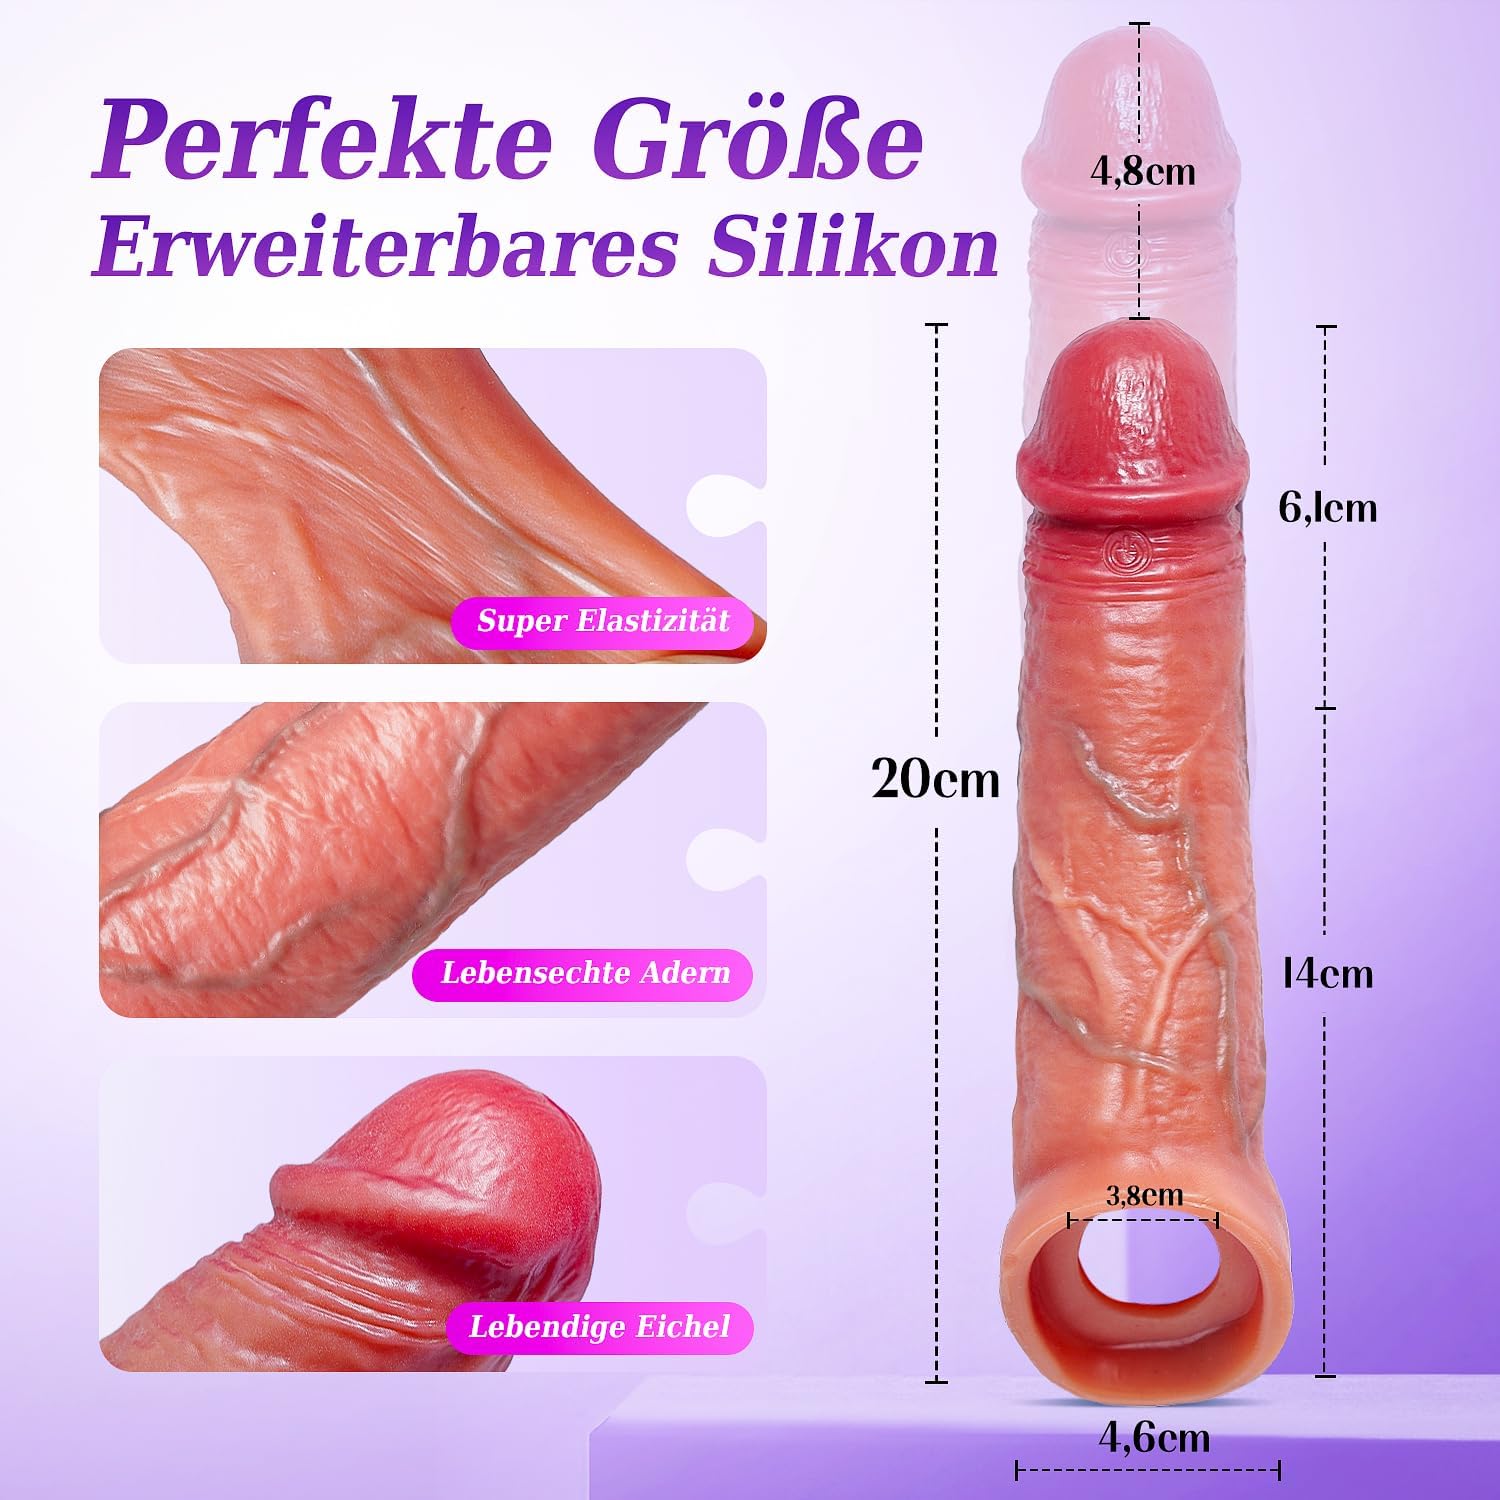 Perfekte Größe
Erweiterbares Silikon
4,8cm
6,1cm
Super Elastizität
20cm
Lebensechte Adern
14cm
3,8cm
Lebendige Eichel
4,6cm